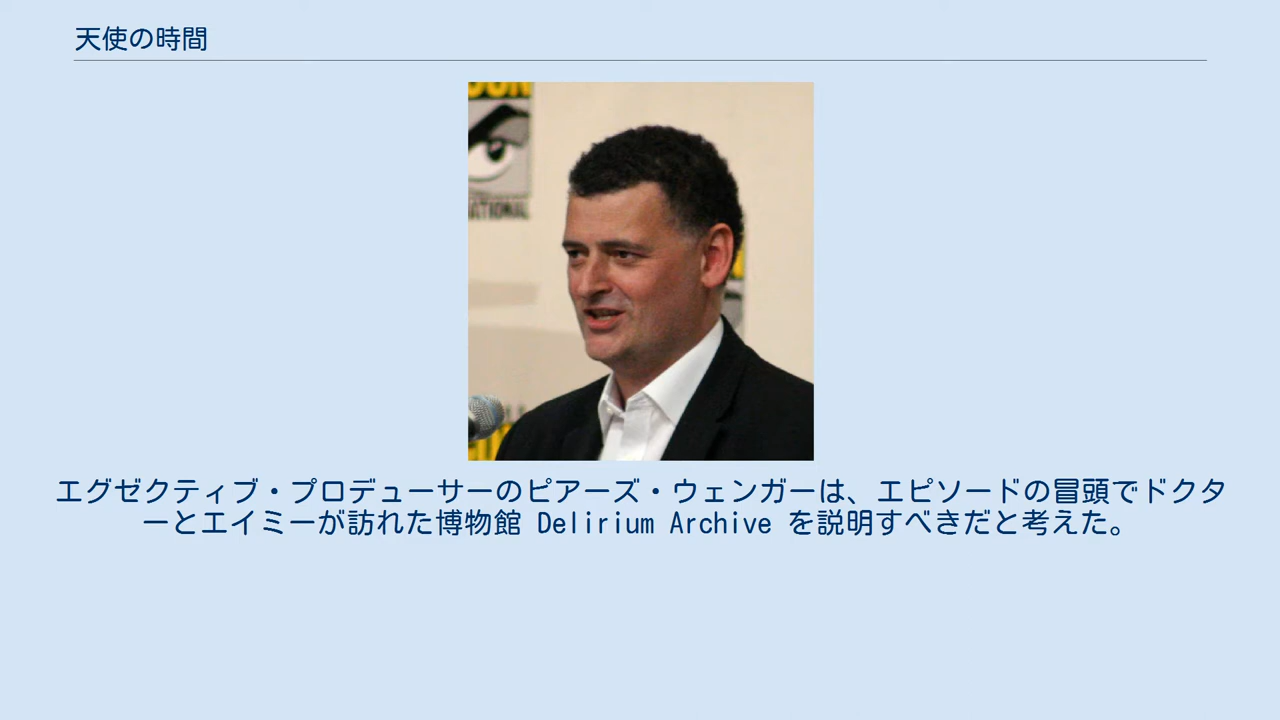 天使の時間
CON
NATIONAL
エグゼクティブ・プロデューサーのピアーズ・ウェンガーは、エピソードの冒頭でドクタ
ーとエイミーが訪れた博物館 Delirium Archive を説明すべきだと考えた。